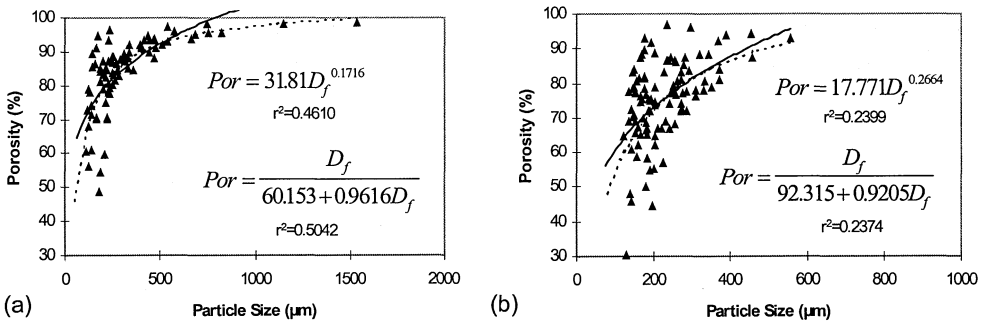 (a)
100
90
80
70
60
50
40
30
Porosity (%)
Por = 31.81D_f^0.1716
r²=0.4610
Por = D_f / (60.153+0.9616D_f)
r²=0.5042
0 500 1000 1500 2000
Particle Size (µm)
(b)
100
90
80
70
60
50
40
30
Porosity (%)
Por = 17.771D_f^0.2664
r²=0.2399
Por = D_f / (92.315+0.9205D_f)
r²=0.2374
0 200 400 600 800 1000
Particle Size (µm)